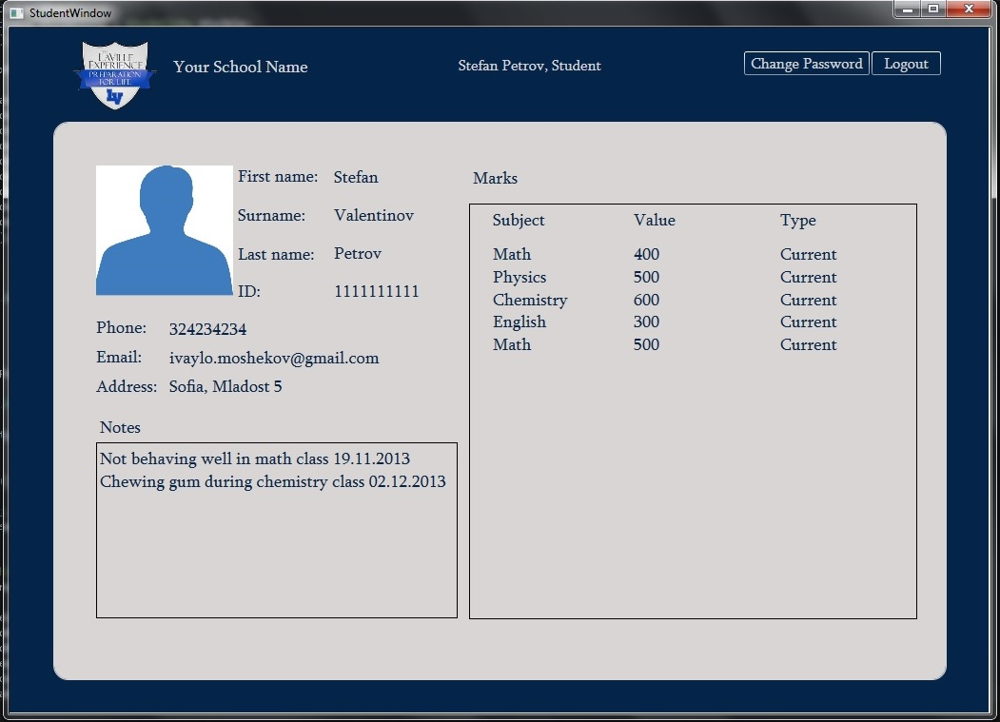 StudentWindow
LAVILLE
EXPERIENCE
PREPARATION
FOR LIFE
LV
Your School Name
Stefan Petrov, Student
Change Password
Logout
First name: Stefan
Surname: Valentinov
Last name: Petrov
ID: 1111111111
Phone: 324234234
Email: ivaylo.moshekov@gmail.com
Address: Sofia, Mladost 5
Notes
Not behaving well in math class 19.11.2013
Chewing gum during chemistry class 02.12.2013
Marks
Subject Value Type
Math 400 Current
Physics 500 Current
Chemistry 600 Current
English 300 Current
Math 500 Current